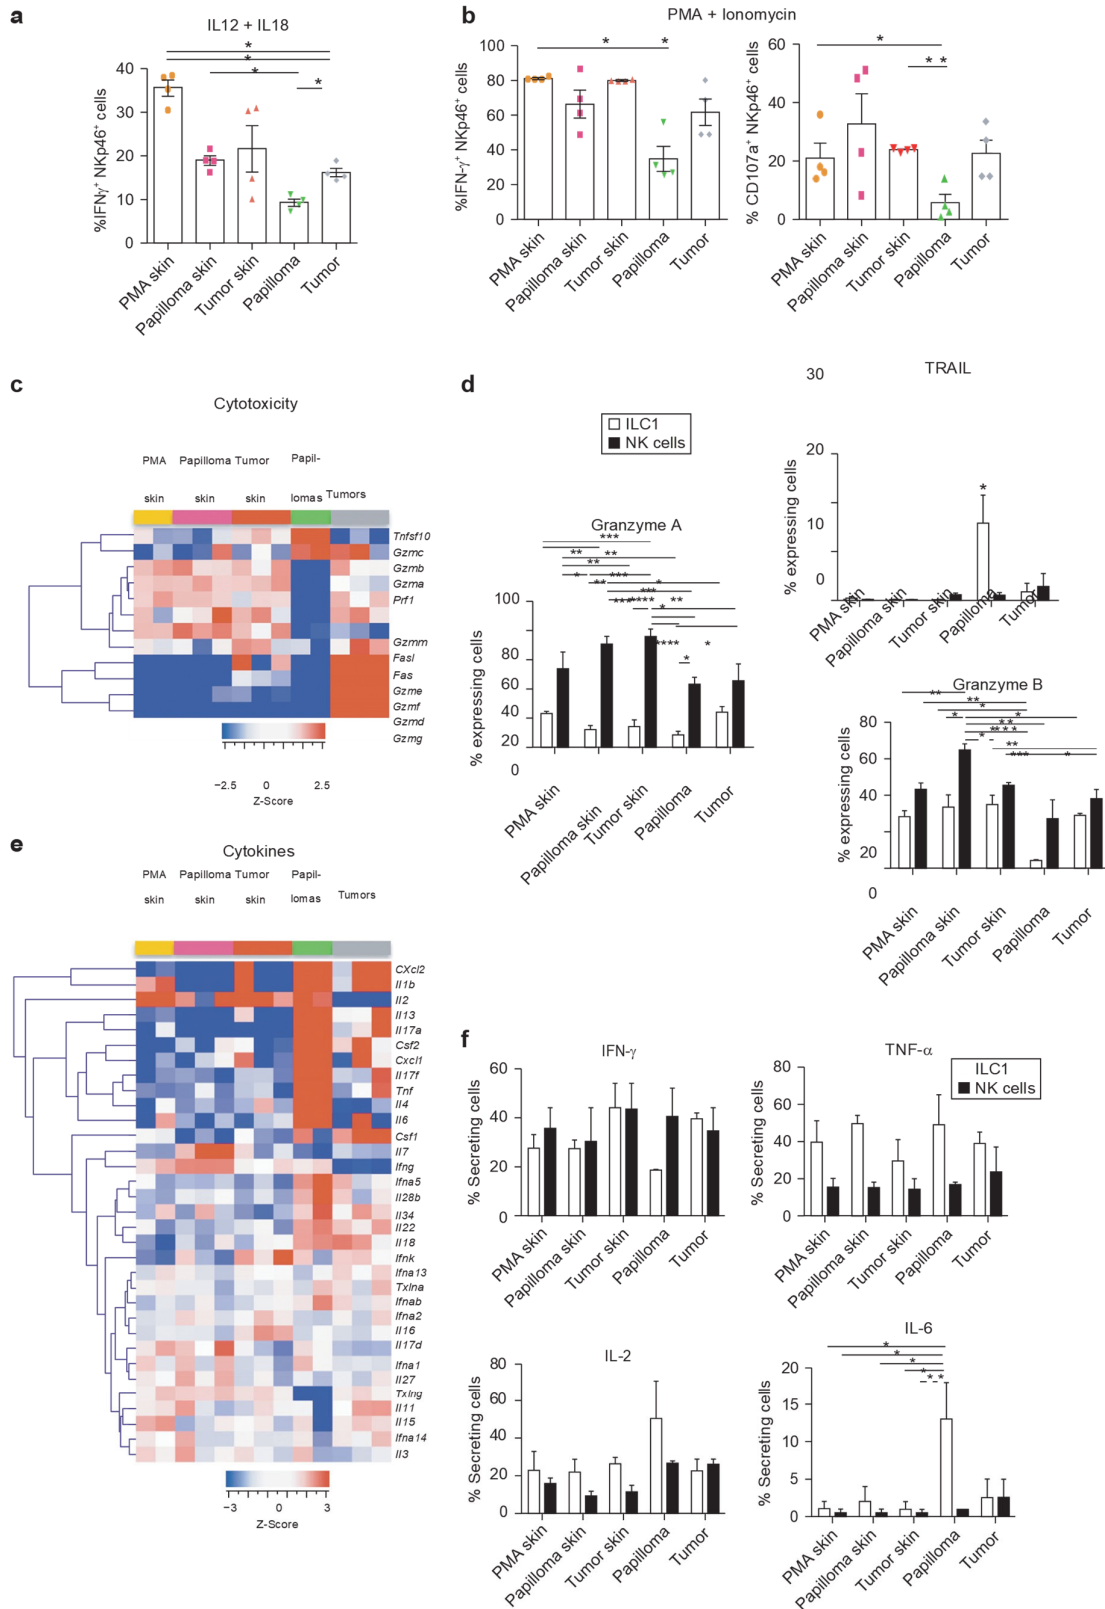 a
IL12 + IL18
*
*
*
*
%IFNγ⁺ NKp46⁺ cells
40
30
20
10
0
PMA skin
Papilloma skin
Tumor skin
Papilloma
Tumor
b
PMA + Ionomycin
* *
%IFN-γ⁺ NKp46⁺ cells
100
80
60
40
20
0
PMA skin
Papilloma skin
Tumor skin
Papilloma
Tumor
*
* *
% CD107a⁺ NKp46⁺ cells
60
40
20
0
PMA skin
Papilloma skin
Tumor skin
Papilloma
Tumor
c
Cytotoxicity
PMA Papilloma Tumor Papil-
skin skin skin lomas Tumors
Tnfsf10
Gzmc
Gzmb
Gzma
Prf1
Gzmm
Fasl
Fas
Gzme
Gzmf
Gzmd
Gzmg
−2.5 0 2.5
Z-Score
d
ILC1
NK cells
Granzyme A
***
** **
**
* ***
** *
***
*******
**
*
**** *
*
% expressing cells
100
80
60
40
20
0
PMA skin
Papilloma skin
Tumor skin
Papilloma
Tumor
TRAIL
30
20
10
0
*
% expressing cells
PMA skin
Papilloma skin
Tumor skin
Papilloma
Tumor
Granzyme B
**
**
*
* *
**
****
*
**
*** *
% expressing cells
80
60
40
20
0
PMA skin
Papilloma skin
Tumor skin
Papilloma
Tumor
e
Cytokines
PMA Papilloma Tumor Papil- Tumors
skin skin skin lomas
CXcl2
Il1b
Il2
Il13
Il17a
Csf2
Cxcl1
Il17f
Tnf
Il4
Il6
Csf1
Il7
Ifng
Ifna5
Il28b
Il34
Il22
Il18
Ifnk
Ifna13
Txlna
Ifnab
Ifna2
Il16
Il17d
Ifna1
Il27
Txlng
Il11
Il15
Ifna14
Il3
−3 0 3
Z-Score
f
IFN-γ
% Secreting cells
60
40
20
0
PMA skin
Papilloma skin
Tumor skin
Papilloma
Tumor
TNF-α
ILC1
NK cells
% Secreting cells
80
60
40
20
0
PMA skin
Papilloma skin
Tumor skin
Papilloma
Tumor
IL-2
% Secreting cells
80
60
40
20
0
PMA skin
Papilloma skin
Tumor skin
Papilloma
Tumor
IL-6
*
*
*
*
* *
% Secreting cells
20
15
10
5
0
PMA skin
Papilloma skin
Tumor skin
Papilloma
Tumor